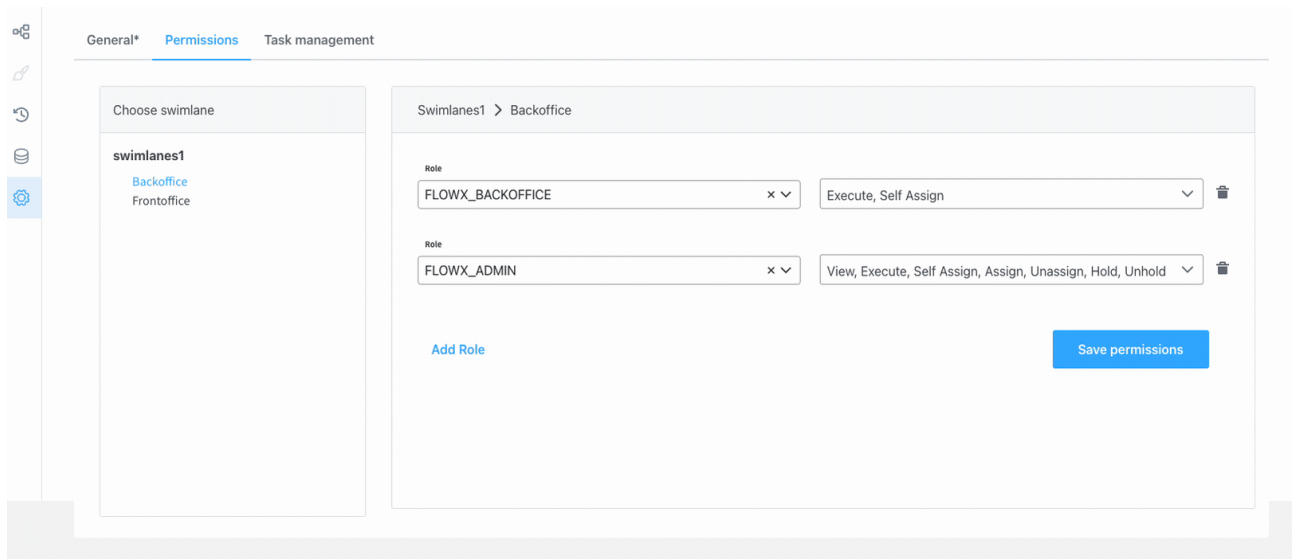 General* Permissions Task management
Choose swimlane
swimlanes1
Backoffice
Frontoffice
Swimlanes1 > Backoffice
Role
FLOWX_BACKOFFICE
Execute, Self Assign
Role
FLOWX_ADMIN
View, Execute, Self Assign, Assign, Unassign, Hold, Unhold
Add Role
Save permissions